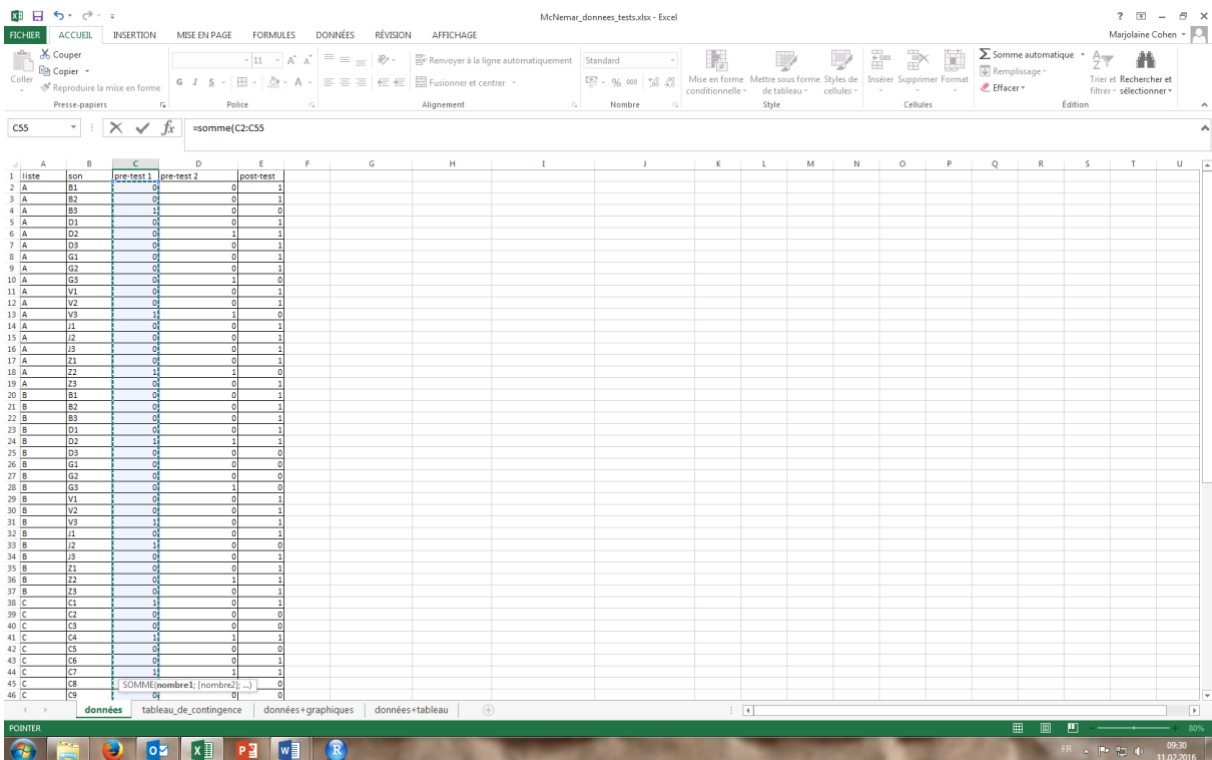 McNemar_donnees_tests.xlsx - Excel
FICHIER ACCUEIL INSERTION MISE EN PAGE FORMULES DONNÉES RÉVISION AFFICHAGE Marjolaine Cohen
Coller
Couper
Copier
Reproduire la mise en forme
Presse-papiers
11
G I S
Police
Renvoyer à la ligne automatiquement
Fusionner et centrer
Alignement
Standard
% 000
Nombre
Mise en forme conditionnelle
Mettre sous forme de tableau
Styles de cellules
Style
Insérer Supprimer Format
Cellules
Somme automatique
Remplissage
Effacer
Trier et filtrer
Rechercher et sélectionner
Édition
C55 fx =somme(C2:C55
A B C D E F G H I J K L M N O P Q R S T U
1 liste son pre-test 1 pre-test 2 post-test
2 A B1 0 0 1
3 A B2 0 0 1
4 A B3 1 0 0
5 A D1 0 0 1
6 A D2 0 1 1
7 A D3 0 0 1
8 A G1 0 0 1
9 A G2 0 0 1
10 A G3 0 1 0
11 A V1 0 0 1
12 A V2 0 0 1
13 A V3 1 1 0
14 A J1 0 0 1
15 A J2 0 0 1
16 A J3 0 0 1
17 A Z1 0 0 1
18 A Z2 1 1 0
19 A Z3 0 0 1
20 B B1 0 0 1
21 B B2 0 0 1
22 B B3 0 0 1
23 B D1 0 0 1
24 B D2 1 1 1
25 B D3 0 0 0
26 B G1 0 0 0
27 B G2 0 0 0
28 B G3 0 1 0
29 B V1 0 0 1
30 B V2 0 0 1
31 B V3 1 0 1
32 B J1 0 0 1
33 B J2 1 0 0
34 B J3 0 0 1
35 B Z1 0 0 1
36 B Z2 0 1 1
37 B Z3 0 0 1
38 C C1 1 0 1
39 C C2 0 0 0
40 C C3 0 0 0
41 C C4 1 1 1
42 C C5 0 0 0
43 C C6 0 0 1
44 C C7 1 1 1
45 C C8 0
SOMME(nombre1; [nombre2]; ...)
46 C C9 0 0 0
données tableau_de_contingence données+graphiques données+tableau
POINTER 80%
FR 09:30
11.02.2016